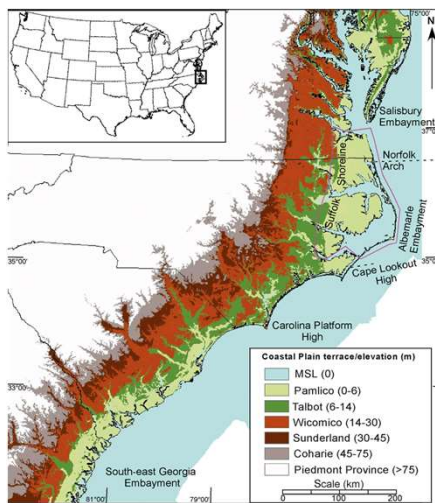 75°00'
N
Salisbury
Embayment
37
Norfolk
Arch
Shoreline
Suffolk
Albemarle
Embayment
35°00'
35°
Cape Lookout
High
Carolina Platform
High
33°00'
South-east Georgia
Embayment
81°00'
79°00'
Coastal Plain terrace/elevation (m)
MSL (0)
Pamlico (0-6)
Talbot (6-14)
Wicomico (14-30)
Sunderland (30-45)
Coharie (45-75)
Piedmont Province (>75)
Scale (km)
0 100 200